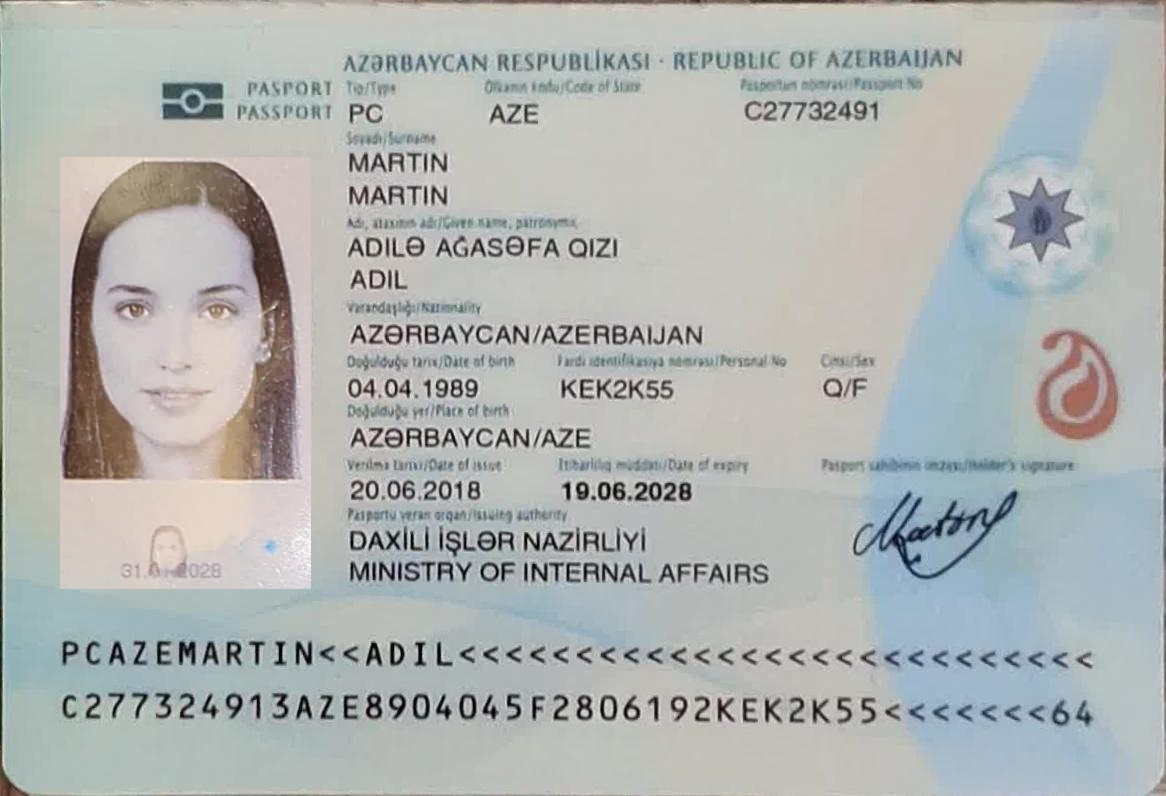 AZƏRBAYCAN RESPUBLİKASI · REPUBLIC OF AZERBAIJAN
PASPORT Tip/Type Ölkənin kodu/Code of State Pasportun nömrəsi/Passport No
PASSPORT PC AZE C27732491
Soyadı/Surname
MARTIN
MARTIN
Adı, atasının adı/Given name, patronymic
ADILƏ AĞASƏFA QIZI
ADIL
Vətəndaşlığı/Nationality
AZƏRBAYCAN/AZERBAIJAN
Doğulduğu tarix/Date of birth Fərdi identifikasiya nömrəsi/Personal No Cinsi/Sex
04.04.1989 KEK2K55 Q/F
Doğulduğu yer/Place of birth
AZƏRBAYCAN/AZE
Verilmə tarixi/Date of issue Etibarlılıq müddəti/Date of expiry Pasport sahibinin imzası/Holder's signature
20.06.2018 19.06.2028
Pasportu verən orqan/Issuing authority
DAXİLİ İŞLƏR NAZİRLİYİ
MINISTRY OF INTERNAL AFFAIRS
PCAZEMARTIN<<ADIL<<<<<<<<<<<<<<<<<<<<<<<<<<<
C277324913AZE8904045F2806192KEK2K55<<<<<<<64